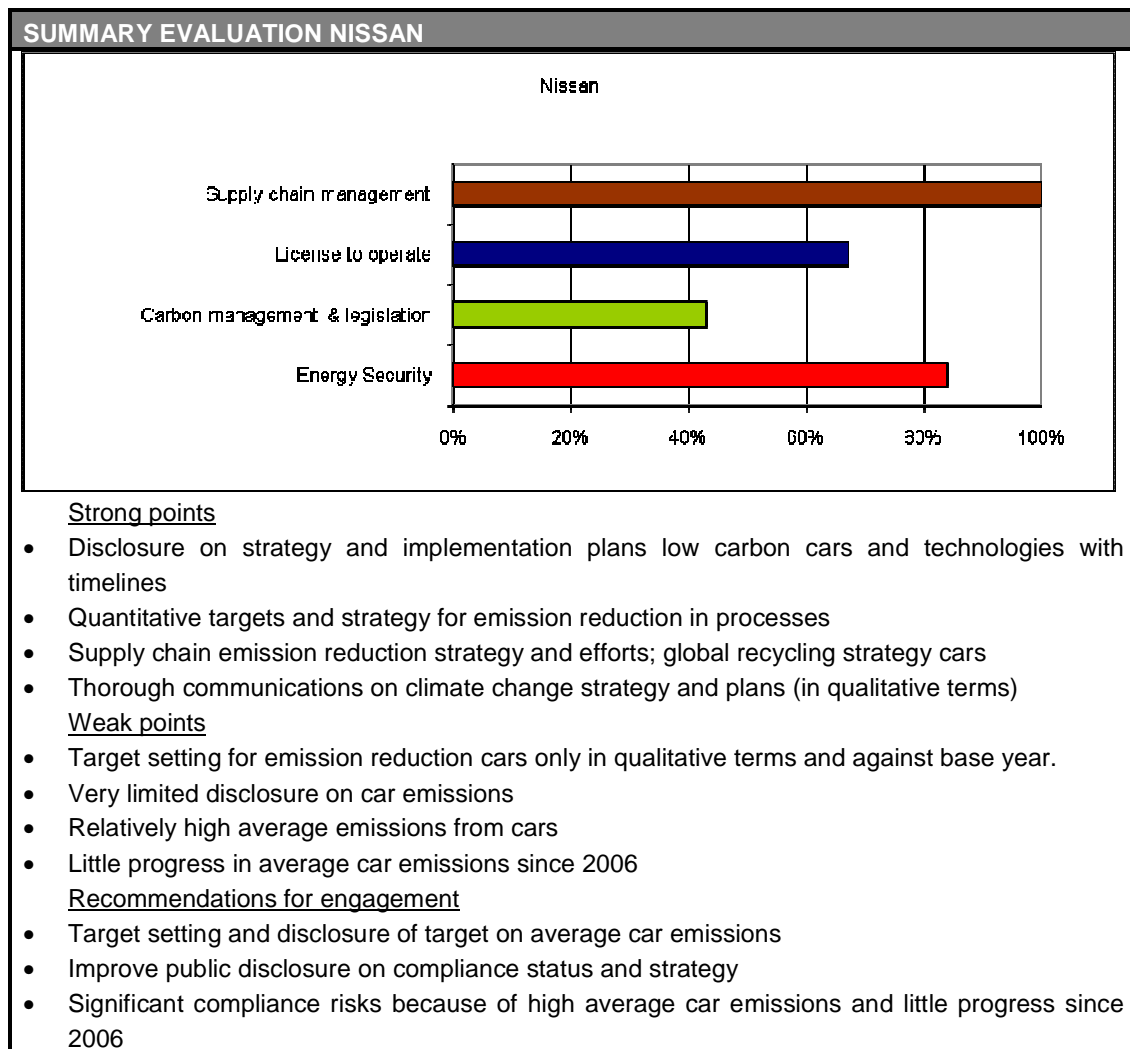 SUMMARY EVALUATION NISSAN
Nissan
Supply chain management
License to operate
Carbon management & legislation
Energy Security
0% 20% 40% 60% 80% 100%
Strong points
• Disclosure on strategy and implementation plans low carbon cars and technologies with
timelines
• Quantitative targets and strategy for emission reduction in processes
• Supply chain emission reduction strategy and efforts; global recycling strategy cars
• Thorough communications on climate change strategy and plans (in qualitative terms)
Weak points
• Target setting for emission reduction cars only in qualitative terms and against base year.
• Very limited disclosure on car emissions
• Relatively high average emissions from cars
• Little progress in average car emissions since 2006
Recommendations for engagement
• Target setting and disclosure of target on average car emissions
• Improve public disclosure on compliance status and strategy
• Significant compliance risks because of high average car emissions and little progress since
2006